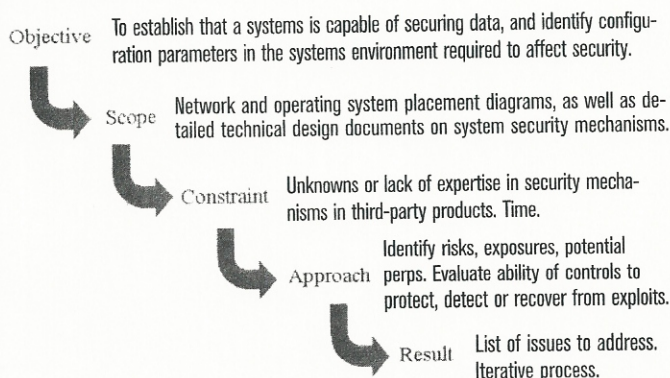 To establish that a systems is capable of securing data, and identify configu-
Objective
ration parameters in the systems environment required to affect security.
Network and operating system placement diagrams, as well as de-
Scope
tailed technical design documents on system security mechanisms.
Unknowns or lack of expertise in security mecha-
Constraint
nisms in third-party products. Time.
Identify risks, exposures, potential
Approach
perps. Evaluate ability of controls to
protect, detect or recover from exploits.
List of issues to address.
Result
Iterative process.